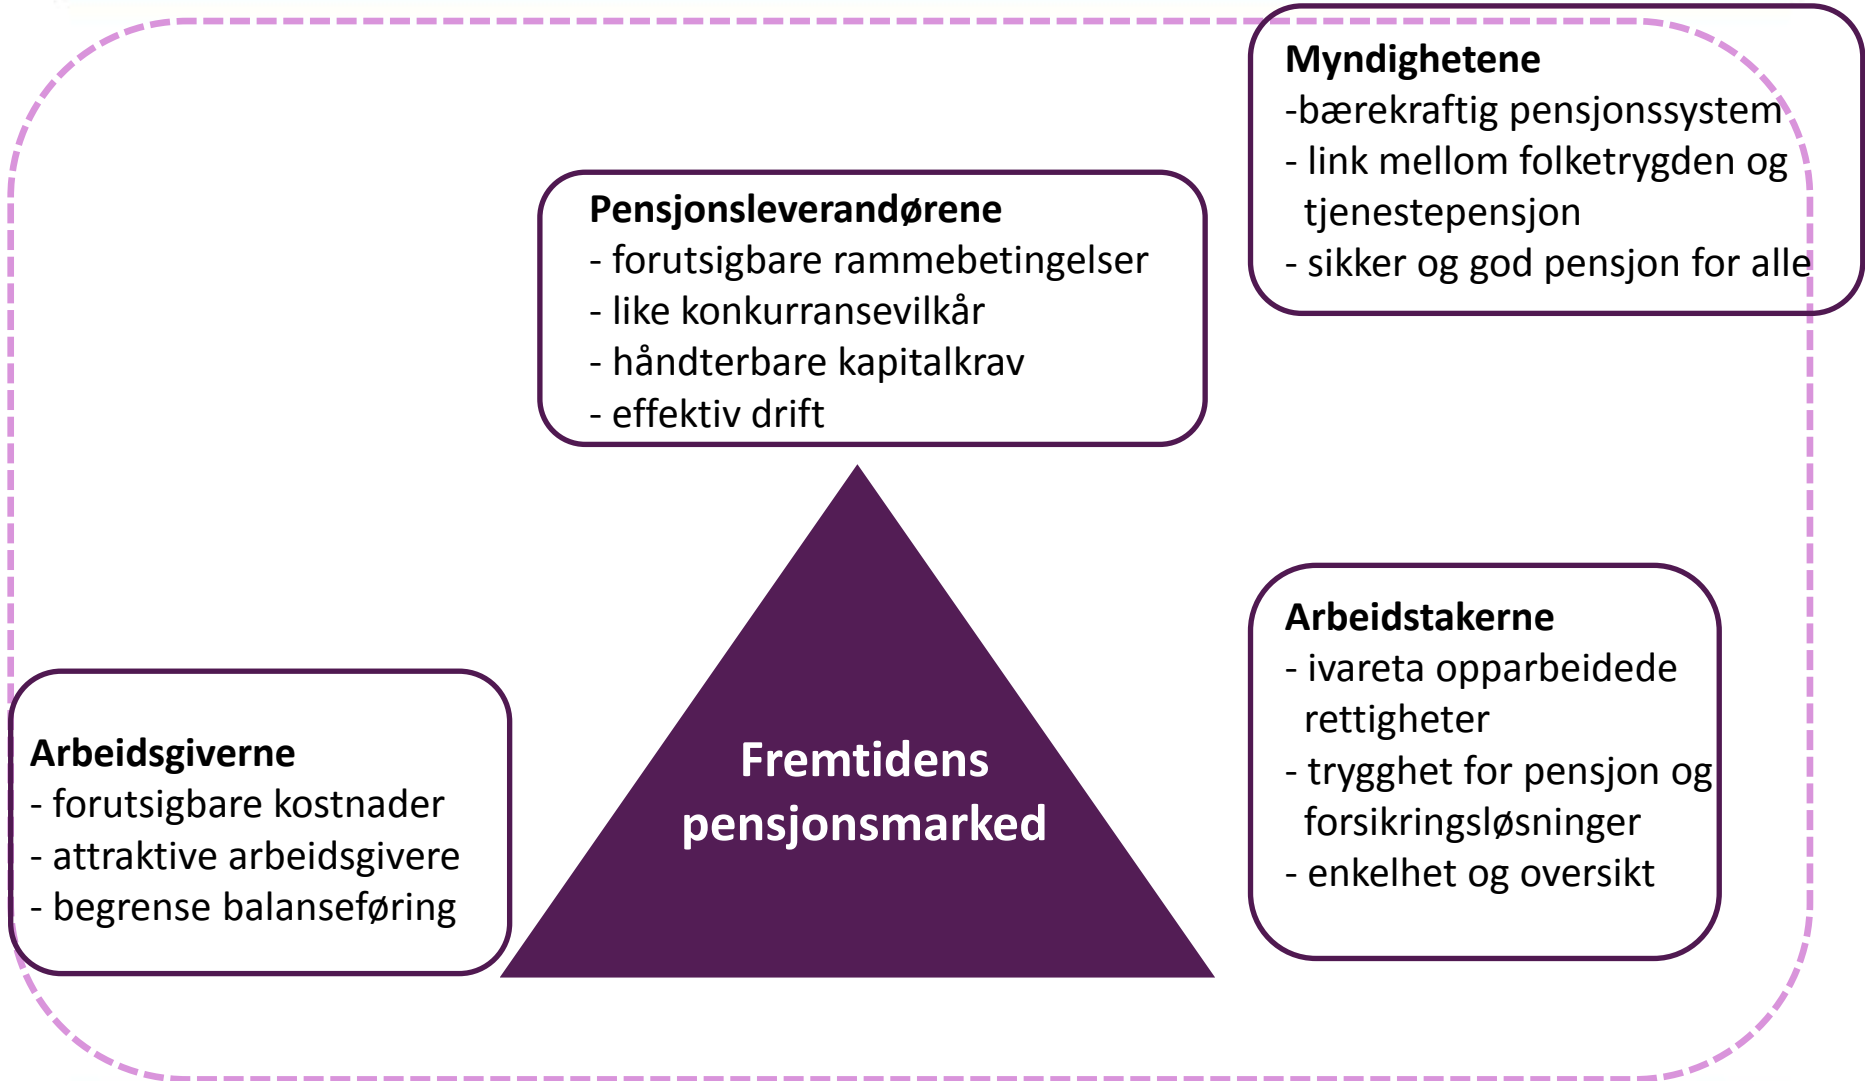 Myndighetene
-bærekraftig pensjonssystem
- link mellom folketrygden og
tjenestepensjon
- sikker og god pensjon for alle
Pensjonsleverandørene
- forutsigbare rammebetingelser
- like konkurransevilkår
- håndterbare kapitalkrav
- effektiv drift
Arbeidstakerne
- ivareta opparbeidede
rettigheter
- trygghet for pensjon og
forsikringsløsninger
- enkelhet og oversikt
Arbeidsgiverne
- forutsigbare kostnader
- attraktive arbeidsgivere
- begrense balanseføring
Fremtidens
pensjonsmarked